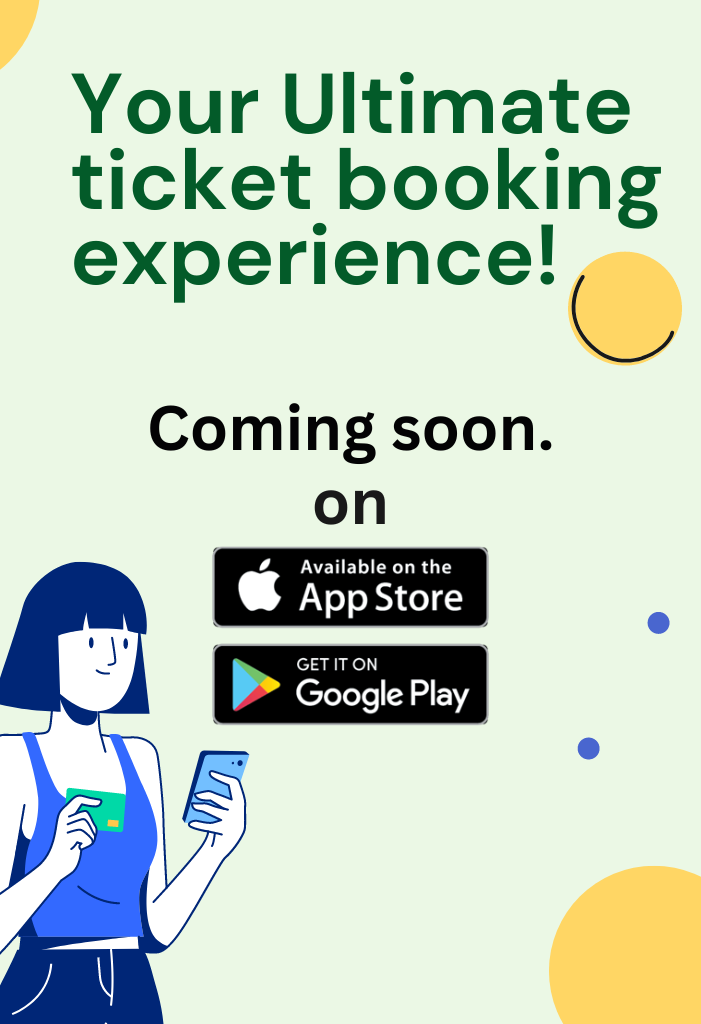 Your Ultimate
ticket booking
experience!
Coming soon.
on
Available on the
App Store
GET IT ON
Google Play